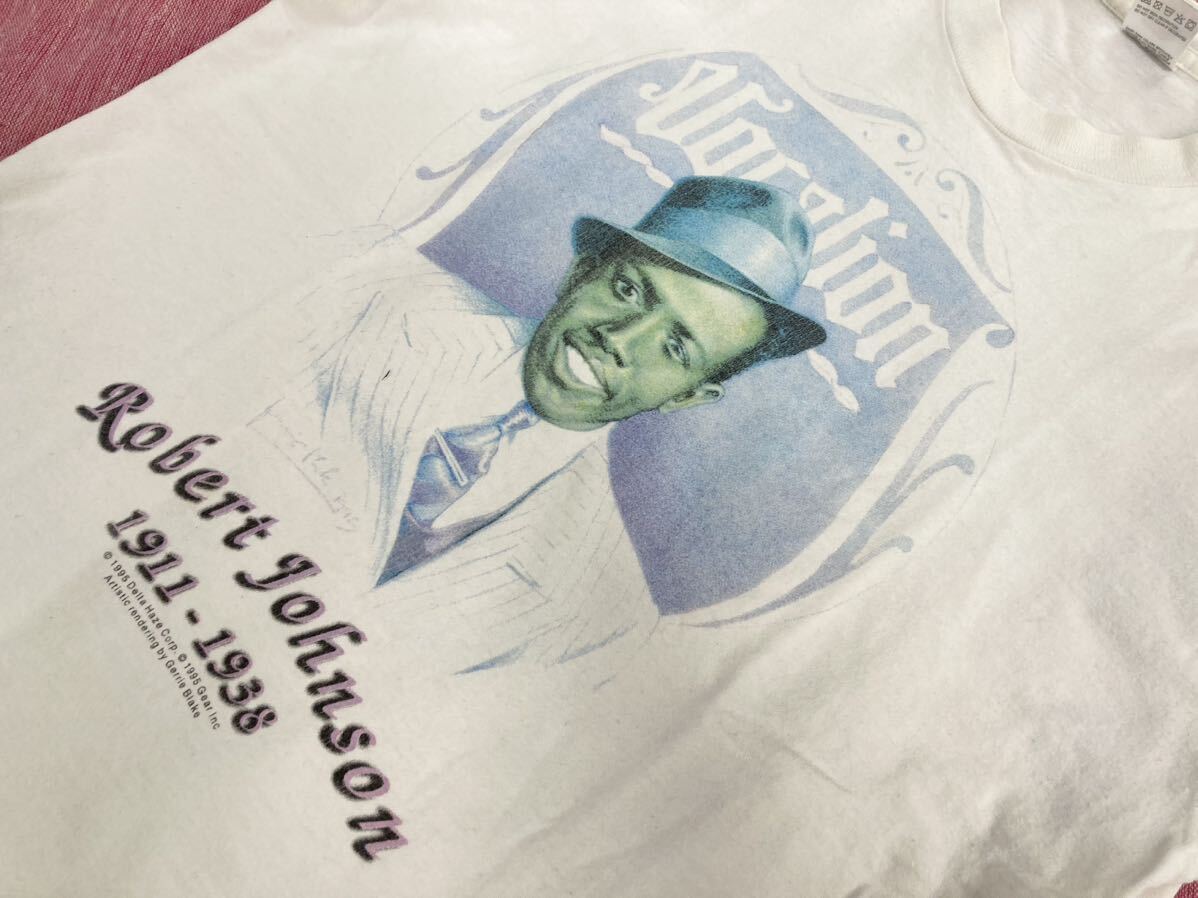 Vocalion
Robert Johnson
1911 - 1938
© 1995 Delta Haze Corp. © 1995 Gear Inc
Artistic rendering by Gerrie Blake